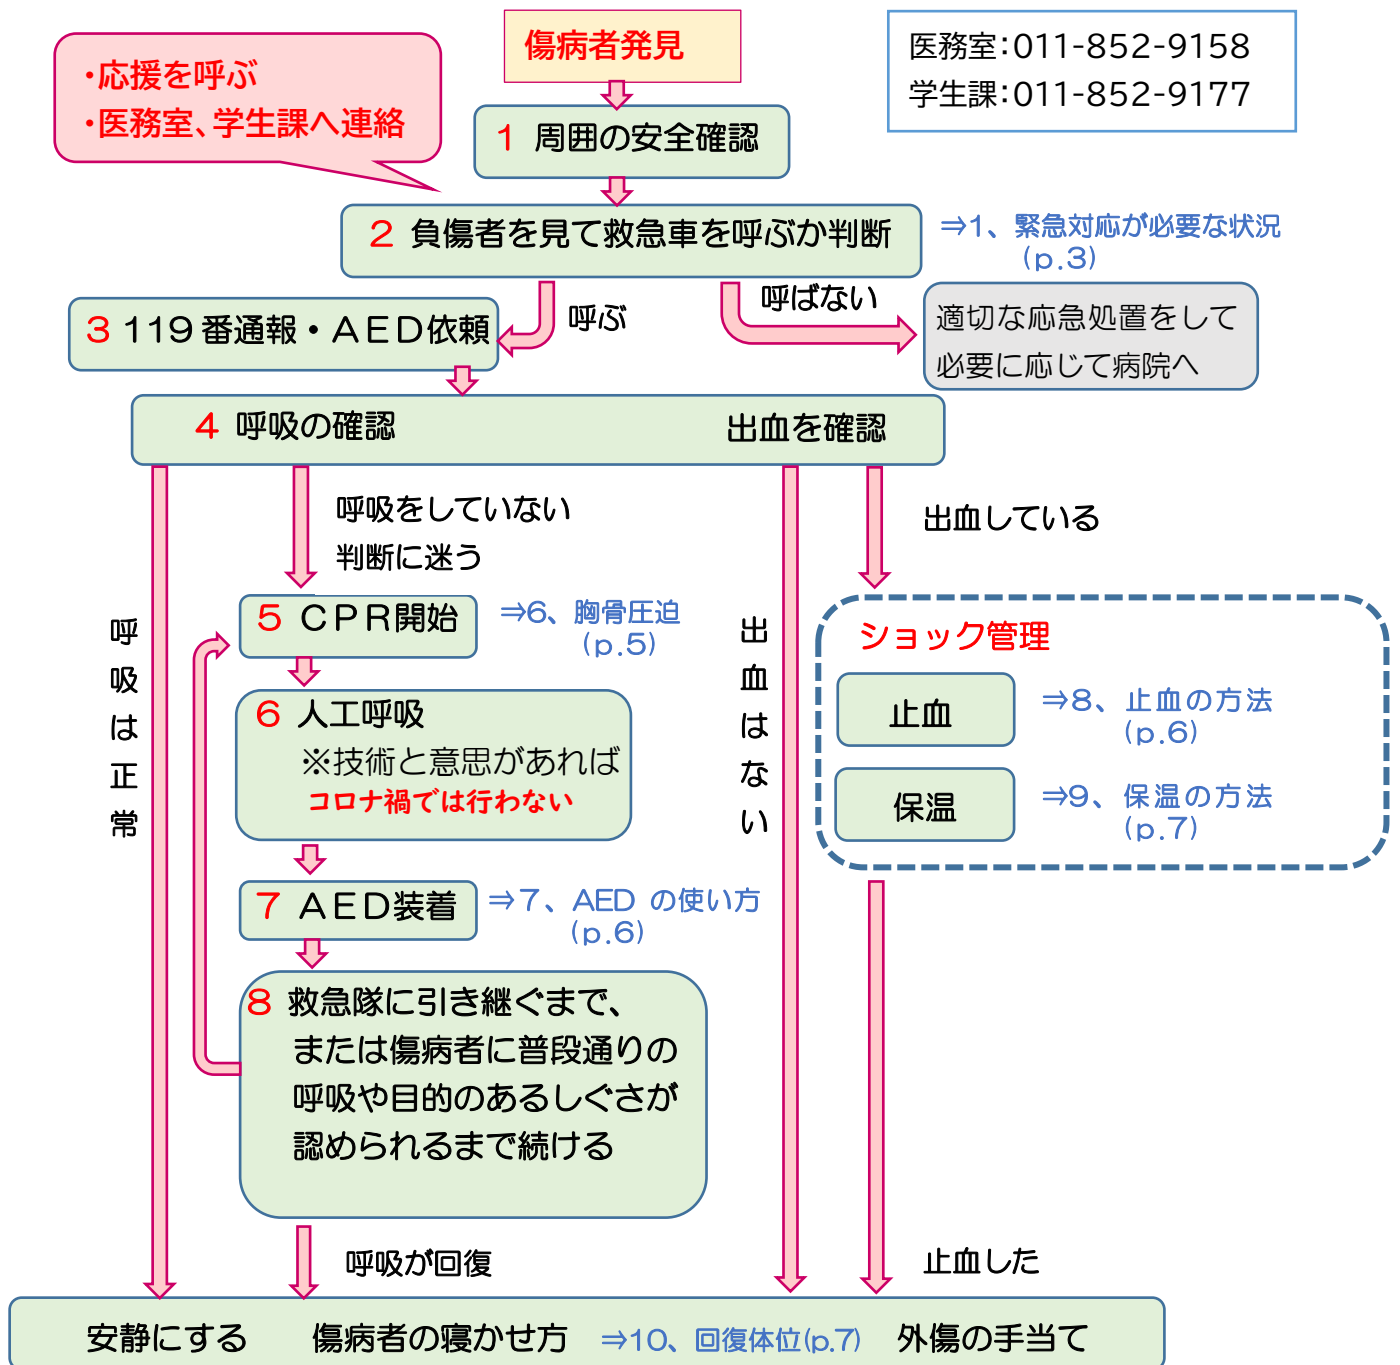 傷病者発見
医務室：011-852-9158
学生課：011-852-9177
・応援を呼ぶ
・医務室、学生課へ連絡
1 周囲の安全確認
2 負傷者を見て救急車を呼ぶか判断
⇒1、緊急対応が必要な状況
(p.3)
呼ぶ
呼ばない
3 119番通報・AED依頼
適切な応急処置をして
必要に応じて病院へ
4 呼吸の確認 出血を確認
呼吸をしていない
判断に迷う
出血している
呼吸は正常
5 CPR開始
⇒6、胸骨圧迫
(p.5)
出血はない
ショック管理
止血
⇒8、止血の方法
(p.6)
保温
⇒9、保温の方法
(p.7)
6 人工呼吸
※技術と意思があれば
コロナ禍では行わない
7 AED装着
⇒7、AED の使い方
(p.6)
8 救急隊に引き継ぐまで、
または傷病者に普段通りの
呼吸や目的のあるしぐさが
認められるまで続ける
呼吸が回復
止血した
安静にする 傷病者の寝かせ方 ⇒10、回復体位(p.7) 外傷の手当て